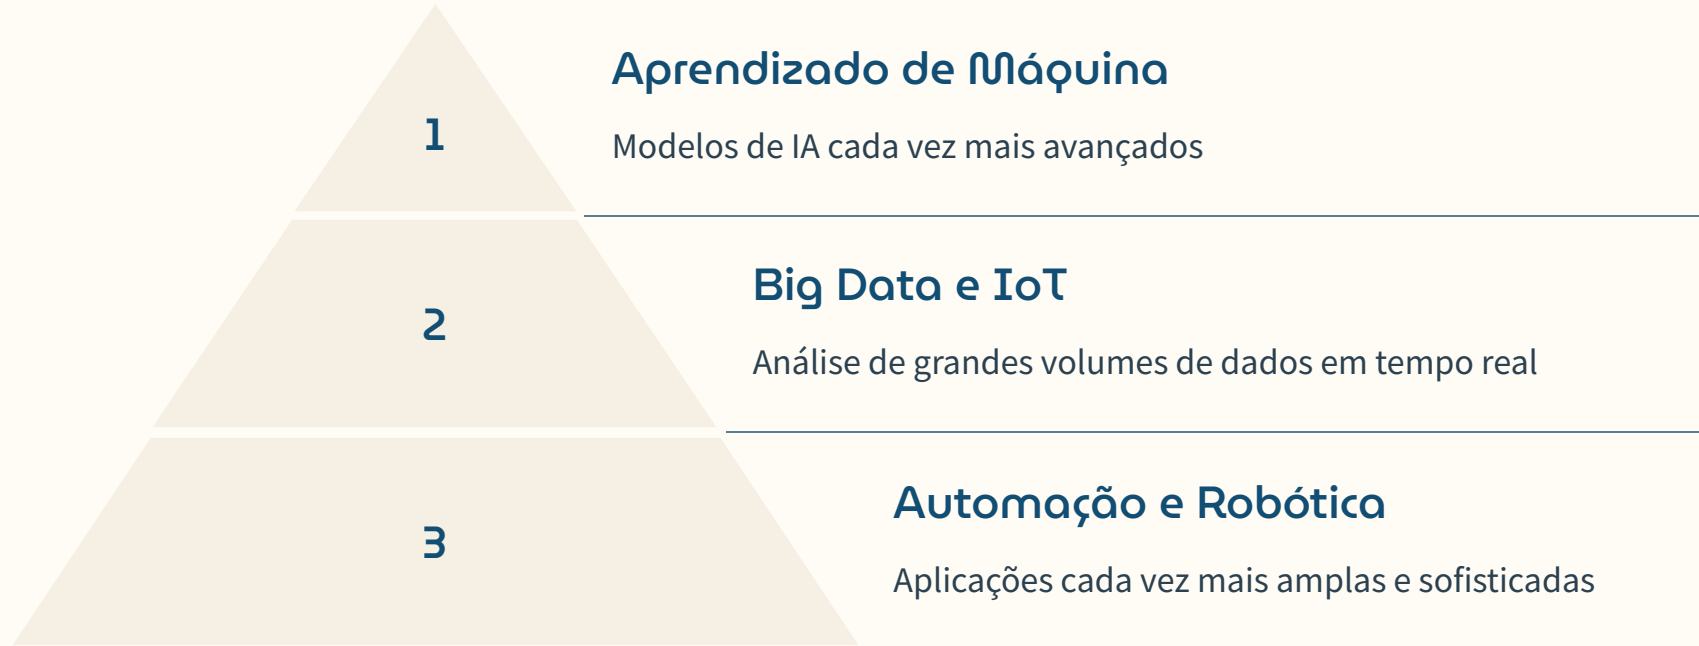 1
Aprendizado de Máquina
Modelos de IA cada vez mais avançados
2
Big Data e IoT
Análise de grandes volumes de dados em tempo real
3
Automação e Robótica
Aplicações cada vez mais amplas e sofisticadas